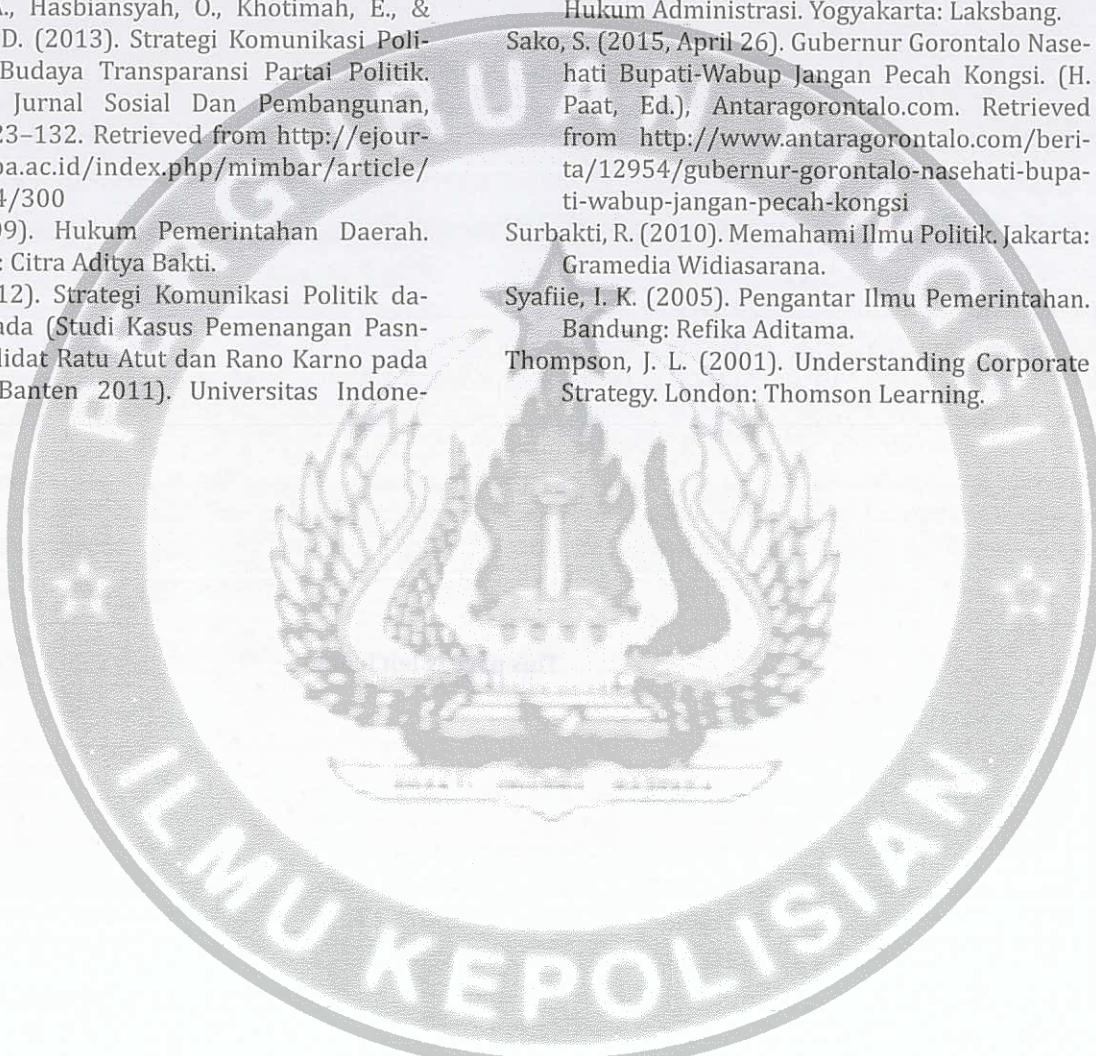 A., Hasbiansyah, O., Khotimah, E., &
D. (2013). Strategi Komunikasi Poli-
Budaya Transparansi Partai Politik.
Jurnal Sosial Dan Pembangunan,
23–132. Retrieved from http://ejour-
ba.ac.id/index.php/mimbar/article/
4/300
09). Hukum Pemerintahan Daerah.
: Citra Aditya Bakti.
12). Strategi Komunikasi Politik da-
ada (Studi Kasus Pemenangan Pasn-
didat Ratu Atut dan Rano Karno pada
Banten 2011). Universitas Indone-
Hukum Administrasi. Yogyakarta: Laksbang.
Sako, S. (2015, April 26). Gubernur Gorontalo Nase-
hati Bupati-Wabup Jangan Pecah Kongsi. (H.
Paat, Ed.), Antaragorontalo.com. Retrieved
from http://www.antaragorontalo.com/beri-
ta/12954/gubernur-gorontalo-nasehati-bupa-
ti-wabup-jangan-pecah-kongsi
Surbakti, R. (2010). Memahami Ilmu Politik. Jakarta:
Gramedia Widiasarana.
Syafiie, I. K. (2005). Pengantar Ilmu Pemerintahan.
Bandung: Refika Aditama.
Thompson, J. L. (2001). Understanding Corporate
Strategy. London: Thomson Learning.
PERGURUAN TINGGI
ILMU KEPOLISIAN